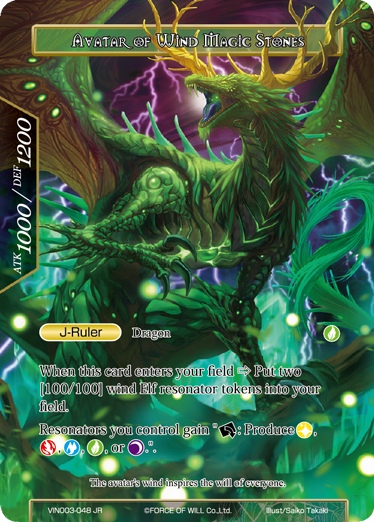 Avatar of Wind Magic Stones
ATK 1000 / DEF 1200
J-Ruler Dragon
When this card enters your field ⇒ Put two
[100/100] wind Elf resonator tokens into your
field.
Resonators you control gain " : Produce ,
, , , or .".
The avatar's wind inspires the will of everyone.
VIN003-048 JR ©FORCE OF WILL Co.,Ltd. Illust/Saiko Takaki